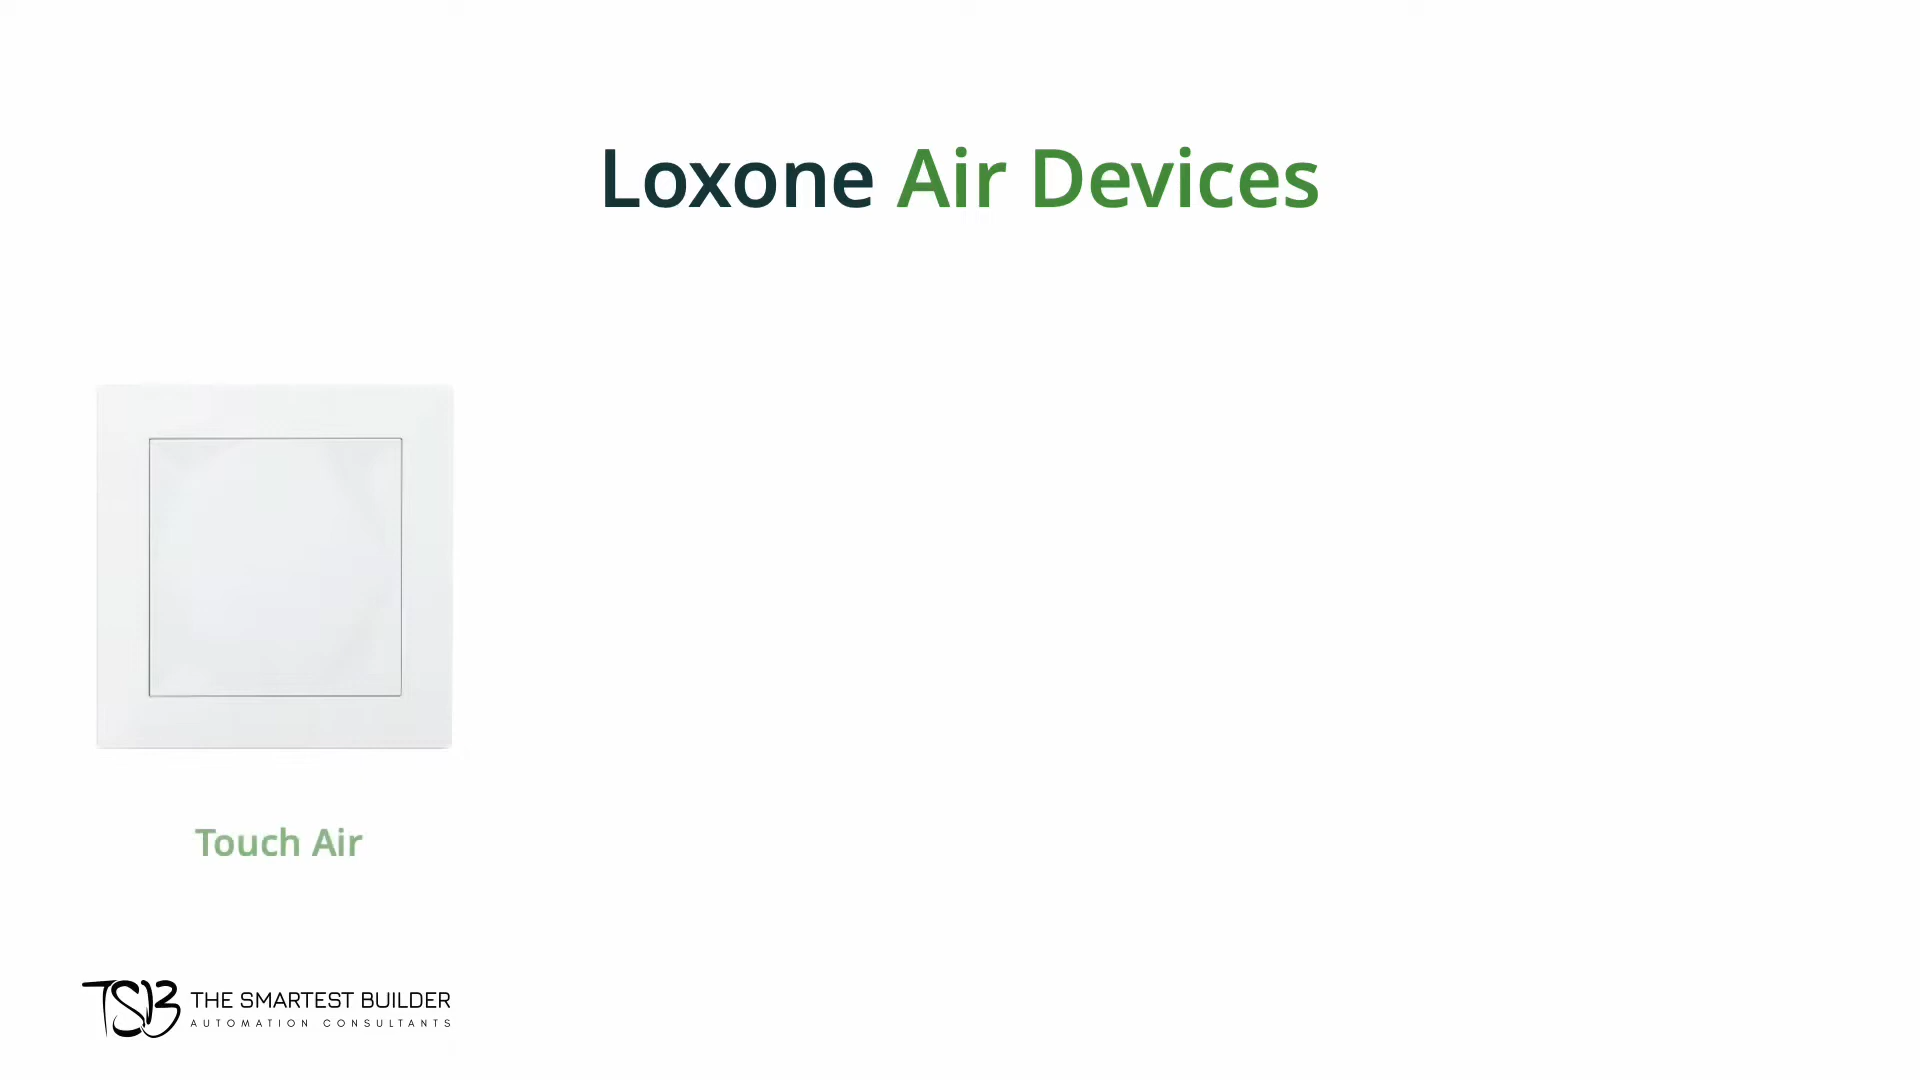 Loxone Air Devices
Touch Air
TSB THE SMARTEST BUILDER
AUTOMATION CONSULTANTS